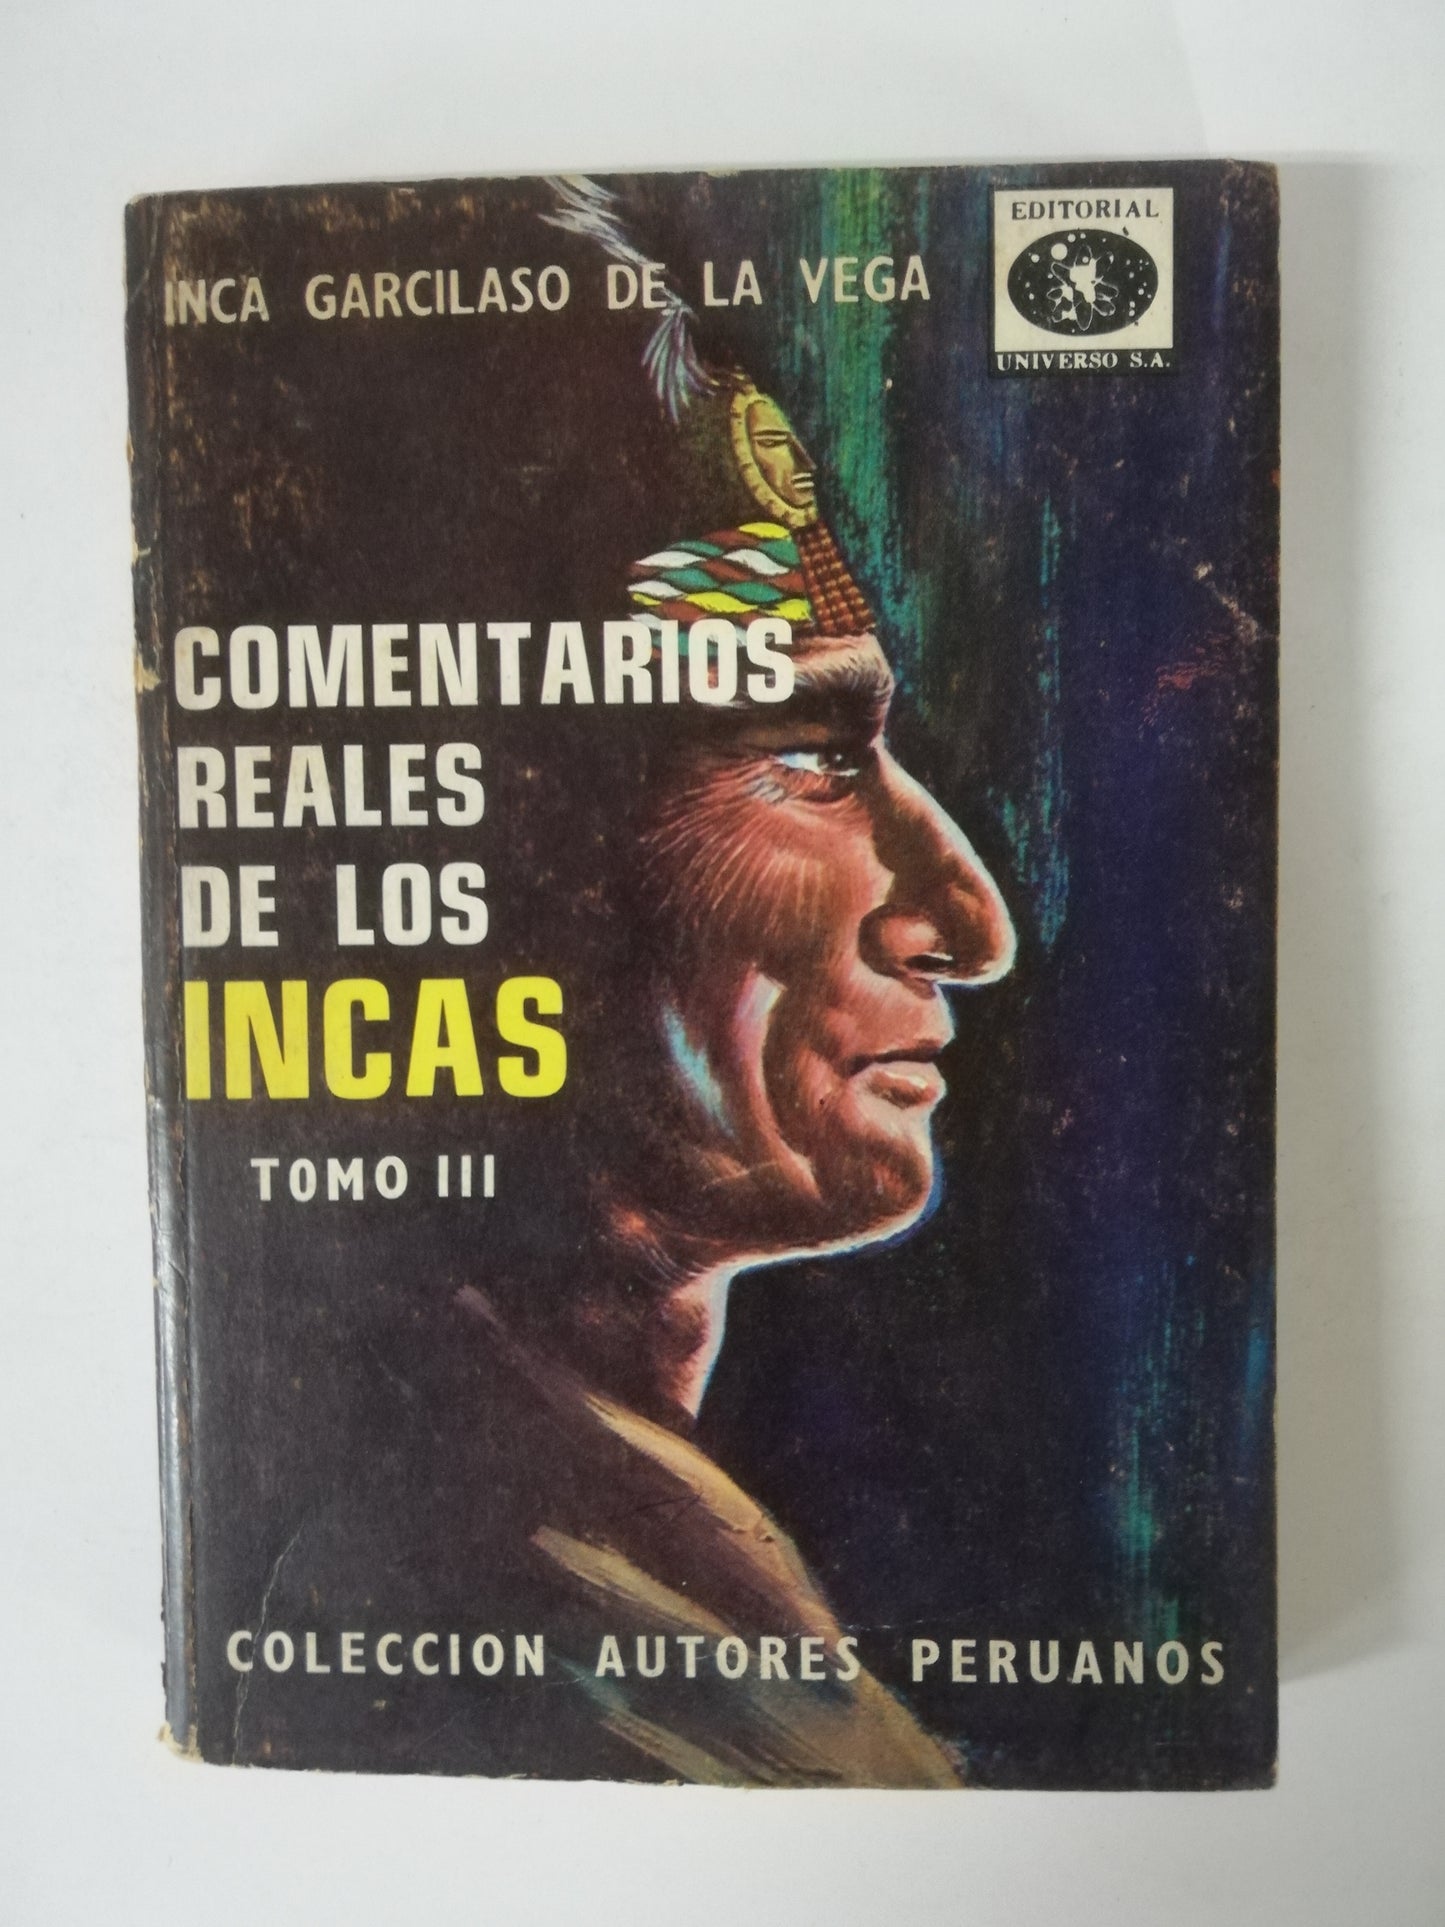 INCA GARCILASO DE LA VEGA
EDITORIAL
UNIVERSO S.A.
COMENTARIOS
REALES
DE LOS
INCAS
TOMO III
COLECCION AUTORES PERUANOS